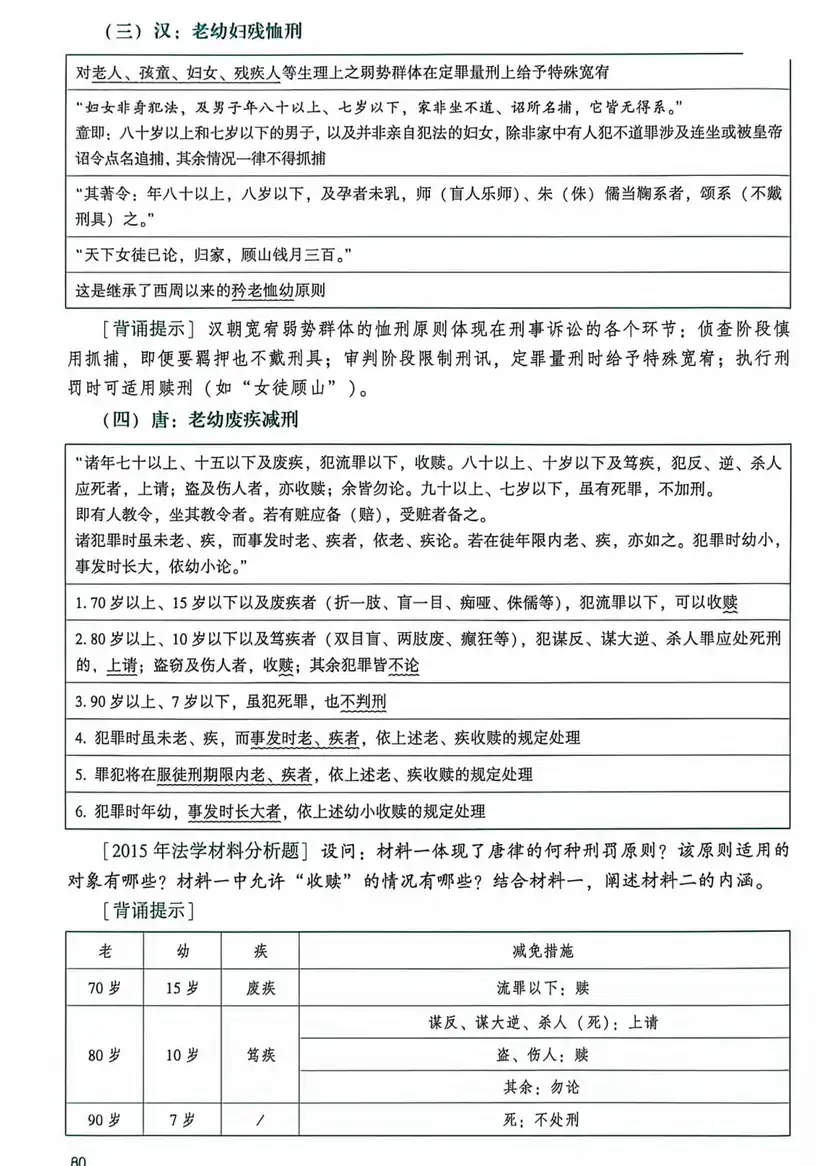 （三）汉：老幼妇残恤刑
对老人、孩童、妇女、残疾人等生理上之弱势群体在定罪量刑上给予特殊宽宥
“妇女非身犯法，及男子年八十以上、七岁以下，家非坐不道、诏所名捕，它皆无得系。”
意即：八十岁以上和七岁以下的男子，以及并非亲自犯法的妇女，除非家中有人犯不道罪涉及连坐或被皇帝
诏令点名追捕，其余情况一律不得抓捕
“其著令：年八十以上，八岁以下，及孕者未乳，师（盲人乐师）、朱（侏）儒当鞠系者，颂系（不戴
刑具）之。”
“天下女徒已论，归家，顾山钱月三百。”
这是继承了西周以来的矜老恤幼原则
［背诵提示］汉朝宽宥弱势群体的恤刑原则体现在刑事诉讼的各个环节：侦查阶段慎
用抓捕，即便要羁押也不戴刑具；审判阶段限制刑讯，定罪量刑时给予特殊宽宥；执行刑
罚时可适用赎刑（如“女徒顾山”）。
（四）唐：老幼废疾减刑
“诸年七十以上、十五以下及废疾，犯流罪以下，收赎。八十以上、十岁以下及笃疾，犯反、逆、杀人
应死者，上请；盗及伤人者，亦收赎；余皆勿论。九十以上、七岁以下，虽有死罪，不加刑。
即有人教令，坐其教令者。若有赃应备（赔），受赃者备之。
诸犯罪时虽未老、疾，而事发时老、疾者，依老、疾论。若在徒年限内老、疾，亦如之。犯罪时幼小，
事发时长大，依幼小论。”
1. 70 岁以上、15 岁以下以及废疾者（折一肢、盲一目、痴哑、侏儒等），犯流罪以下，可以收赎
2. 80 岁以上、10 岁以下以及笃疾者（双目盲、两肢废、癫狂等），犯谋反、谋大逆、杀人罪应处死刑
的，上请；盗窃及伤人者，收赎；其余犯罪皆不论
3. 90 岁以上、7 岁以下，虽犯死罪，也不判刑
4. 犯罪时虽未老、疾，而事发时老、疾者，依上述老、疾收赎的规定处理
5. 罪犯将在服徒刑期限内老、疾者，依上述老、疾收赎的规定处理
6. 犯罪时年幼，事发时长大者，依上述幼小收赎的规定处理
［2015 年法学材料分析题］设问：材料一体现了唐律的何种刑罚原则？该原则适用的
对象有哪些？材料一中允许“收赎”的情况有哪些？结合材料一，阐述材料二的内涵。
［背诵提示］
老 幼 疾 减免措施
70 岁 15 岁 废疾 流罪以下：赎
谋反、谋大逆、杀人（死）：上请
80 岁 10 岁 笃疾 盗、伤人：赎
其余：勿论
90 岁 7 岁 / 死：不处刑
80